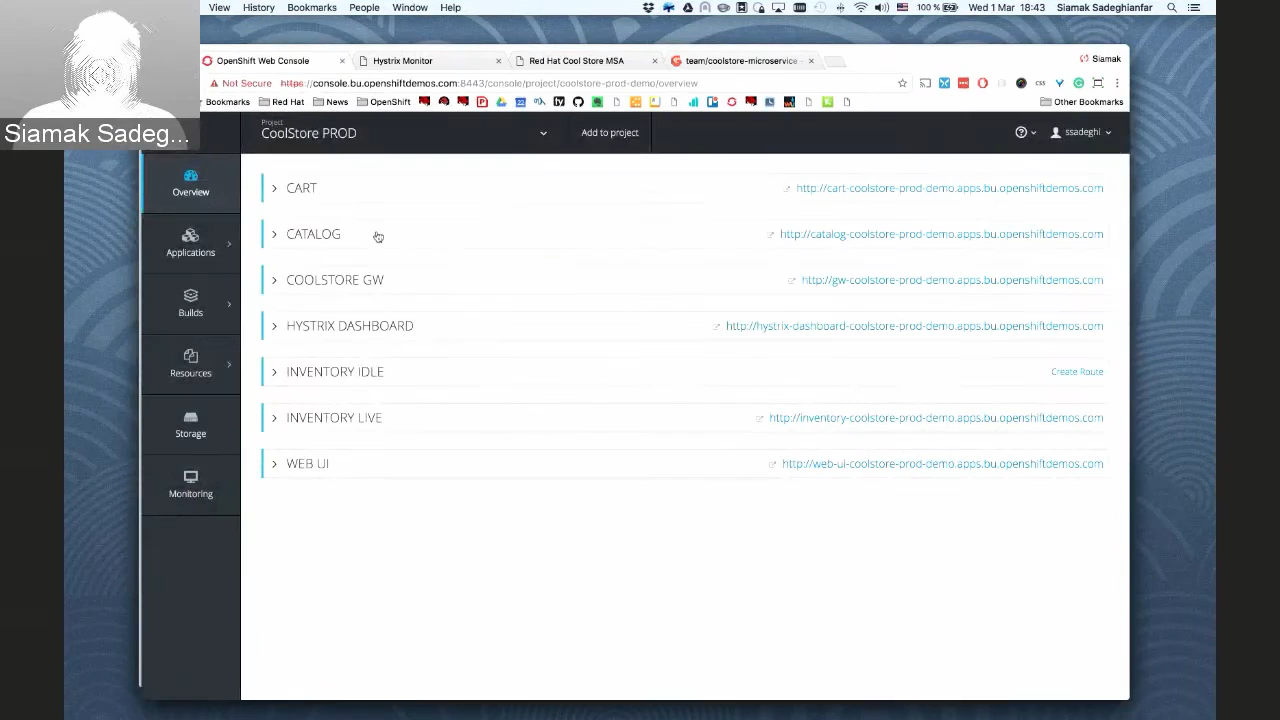 View History Bookmarks People Window Help
100 % Wed 1 Mar 18:43 Siamak Sadeghianfar
Siamak Sadeg...
OpenShift Web Console Hystrix Monitor Red Hat Cool Store MSA team/coolstore-microservice - Siamak
Not Secure https://console.bu.openshiftdemos.com:8443/console/project/coolstore-prod-demo/overview
Bookmarks Red Hat News OpenShift Other Bookmarks
Project
CoolStore PROD Add to project ssadeghi
Overview
Applications
Builds
Resources
Storage
Monitoring
CART http://cart-coolstore-prod-demo.apps.bu.openshiftdemos.com
CATALOG http://catalog-coolstore-prod-demo.apps.bu.openshiftdemos.com
COOLSTORE GW http://gw-coolstore-prod-demo.apps.bu.openshiftdemos.com
HYSTRIX DASHBOARD http://hystrix-dashboard-coolstore-prod-demo.apps.bu.openshiftdemos.com
INVENTORY IDLE Create Route
INVENTORY LIVE http://inventory-coolstore-prod-demo.apps.bu.openshiftdemos.com
WEB UI http://web-ui-coolstore-prod-demo.apps.bu.openshiftdemos.com